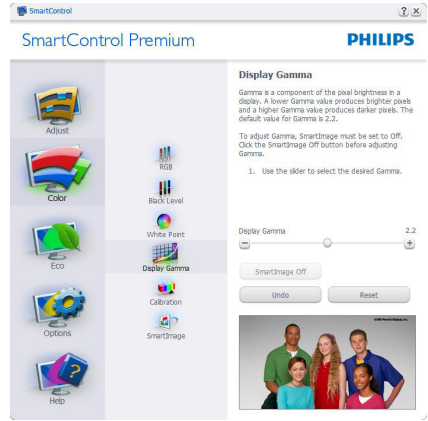 SmartControl
SmartControl Premium
PHILIPS
Adjust
Color
Eco
Options
Help
RGB
Black Level
White Point
Display Gamma
Calibration
SmartImage
Display Gamma
Gamma is a component of the pixel brightness in a
display. A lower Gamma value produces brighter pixels
and a higher Gamma value produces darker pixels. The
default value for Gamma is 2.2.
To adjust Gamma, SmartImage must be set to Off.
Click the SmartImage Off button before adjusting
Gamma.
1. Use the slider to select the desired Gamma.
Display Gamma 2.2
SmartImage Off
Undo Reset